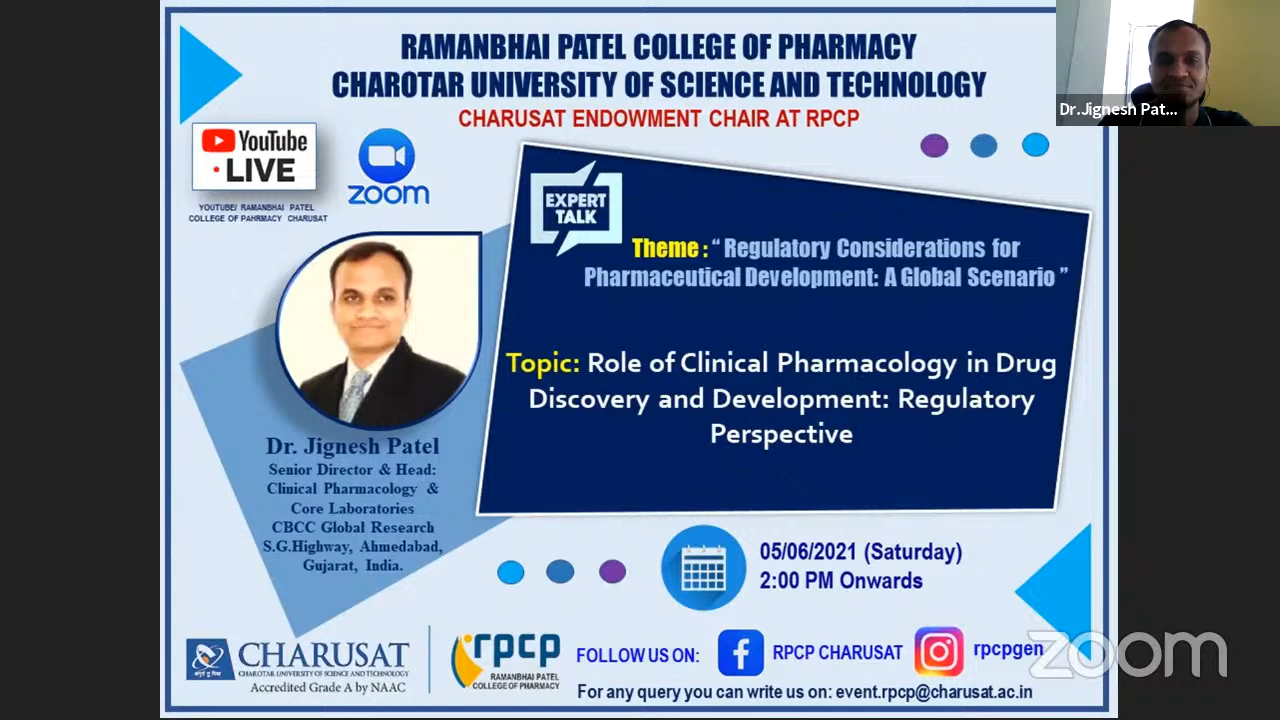 RAMANBHAI PATEL COLLEGE OF PHARMACY
CHAROTAR UNIVERSITY OF SCIENCE AND TECHNOLOGY
CHARUSAT ENDOWMENT CHAIR AT RPCP
Dr.Jignesh Pat...
YouTube
LIVE
zoom
YOUTUBE/ RAMANBHAI PATEL
COLLEGE OF PAHRMACY CHARUSAT
EXPERT
TALK
Theme : “ Regulatory Considerations for
Pharmaceutical Development: A Global Scenario ”
Topic: Role of Clinical Pharmacology in Drug
Discovery and Development: Regulatory
Perspective
Dr. Jignesh Patel
Senior Director & Head:
Clinical Pharmacology &
Core Laboratories
CBCC Global Research
S.G.Highway, Ahmedabad,
Gujarat, India.
05/06/2021 (Saturday)
2:00 PM Onwards
CHARUSAT
CHAROTAR UNIVERSITY OF SCIENCE AND TECHNOLOGY
Accredited Grade A by NAAC
rpcp
RAMANBHAI PATEL
COLLEGE OF PHARMACY
FOLLOW US ON:
RPCP CHARUSAT
rpcpgen
zoom
For any query you can write us on: event.rpcp@charusat.ac.in